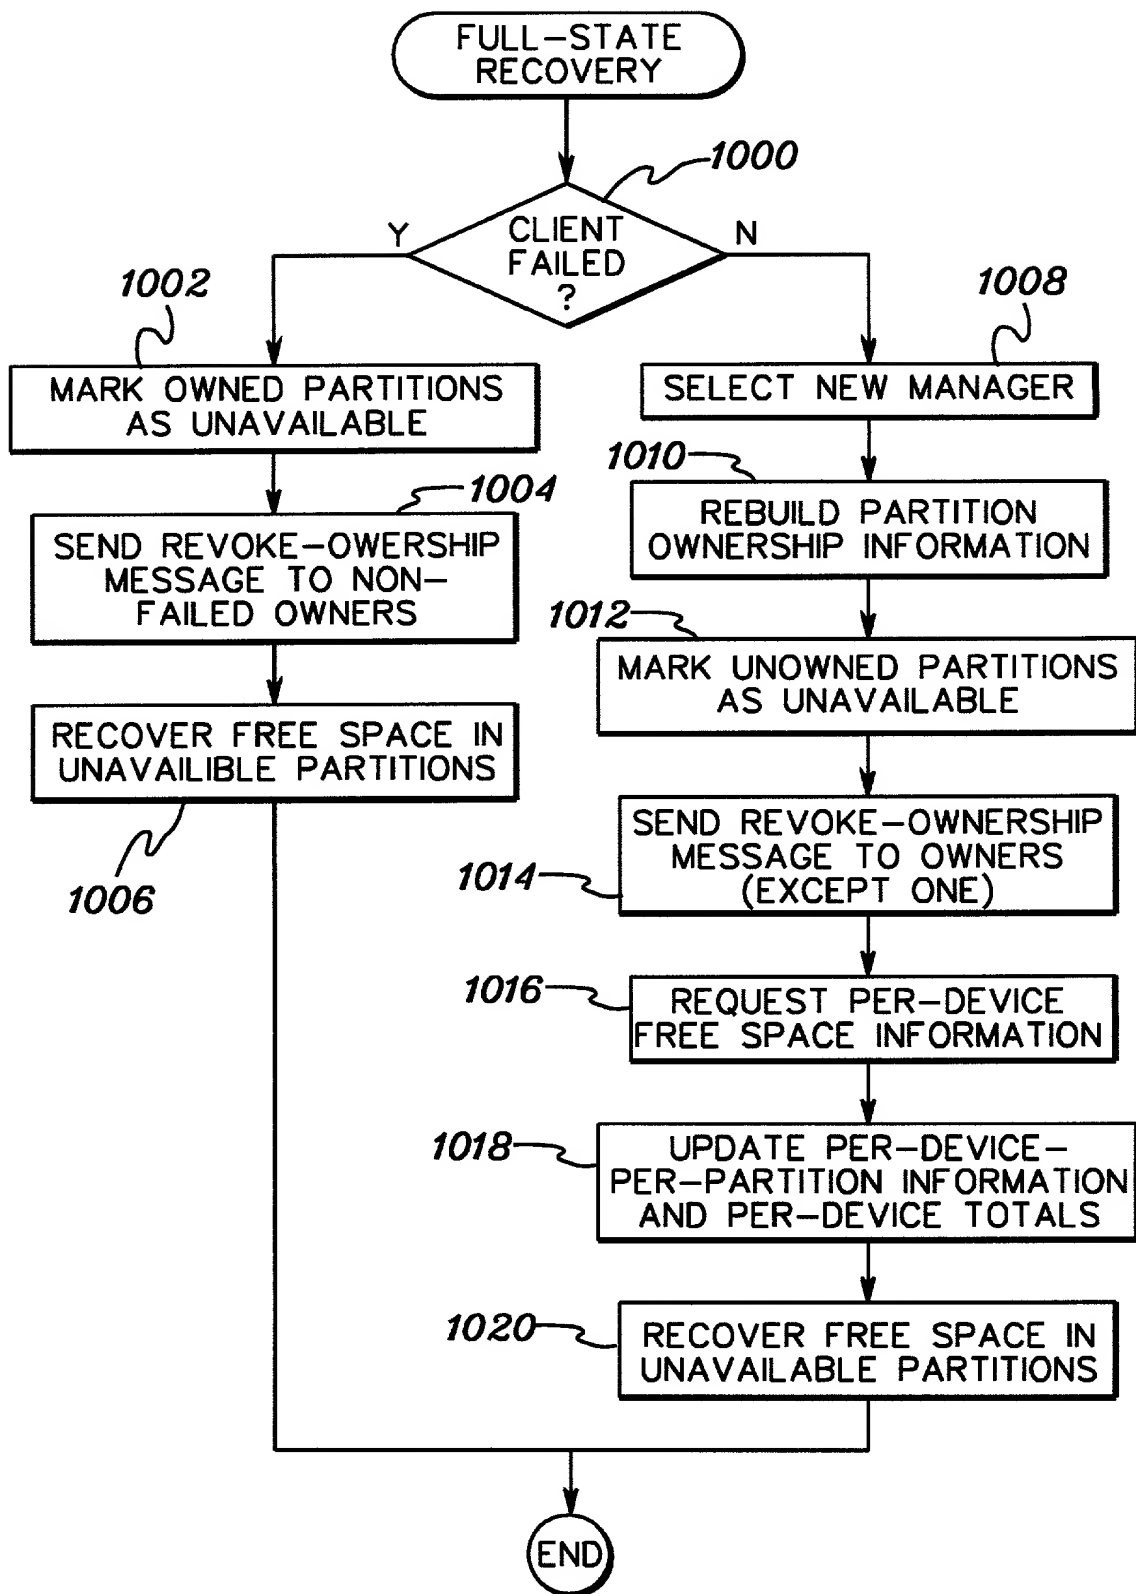 FULL-STATE
RECOVERY
1000
CLIENT
FAILED
?
Y
N
1002
MARK OWNED PARTITIONS
AS UNAVAILABLE
1004
SEND REVOKE-OWERSHIP
MESSAGE TO NON-
FAILED OWNERS
RECOVER FREE SPACE IN
UNAVAILIBLE PARTITIONS
1006
1008
SELECT NEW MANAGER
1010
REBUILD PARTITION
OWNERSHIP INFORMATION
1012
MARK UNOWNED PARTITIONS
AS UNAVAILABLE
SEND REVOKE-OWNERSHIP
MESSAGE TO OWNERS
(EXCEPT ONE)
1014
1016
REQUEST PER-DEVICE
FREE SPACE INFORMATION
1018
UPDATE PER-DEVICE-
PER-PARTITION INFORMATION
AND PER-DEVICE TOTALS
1020
RECOVER FREE SPACE IN
UNAVAILABLE PARTITIONS
END